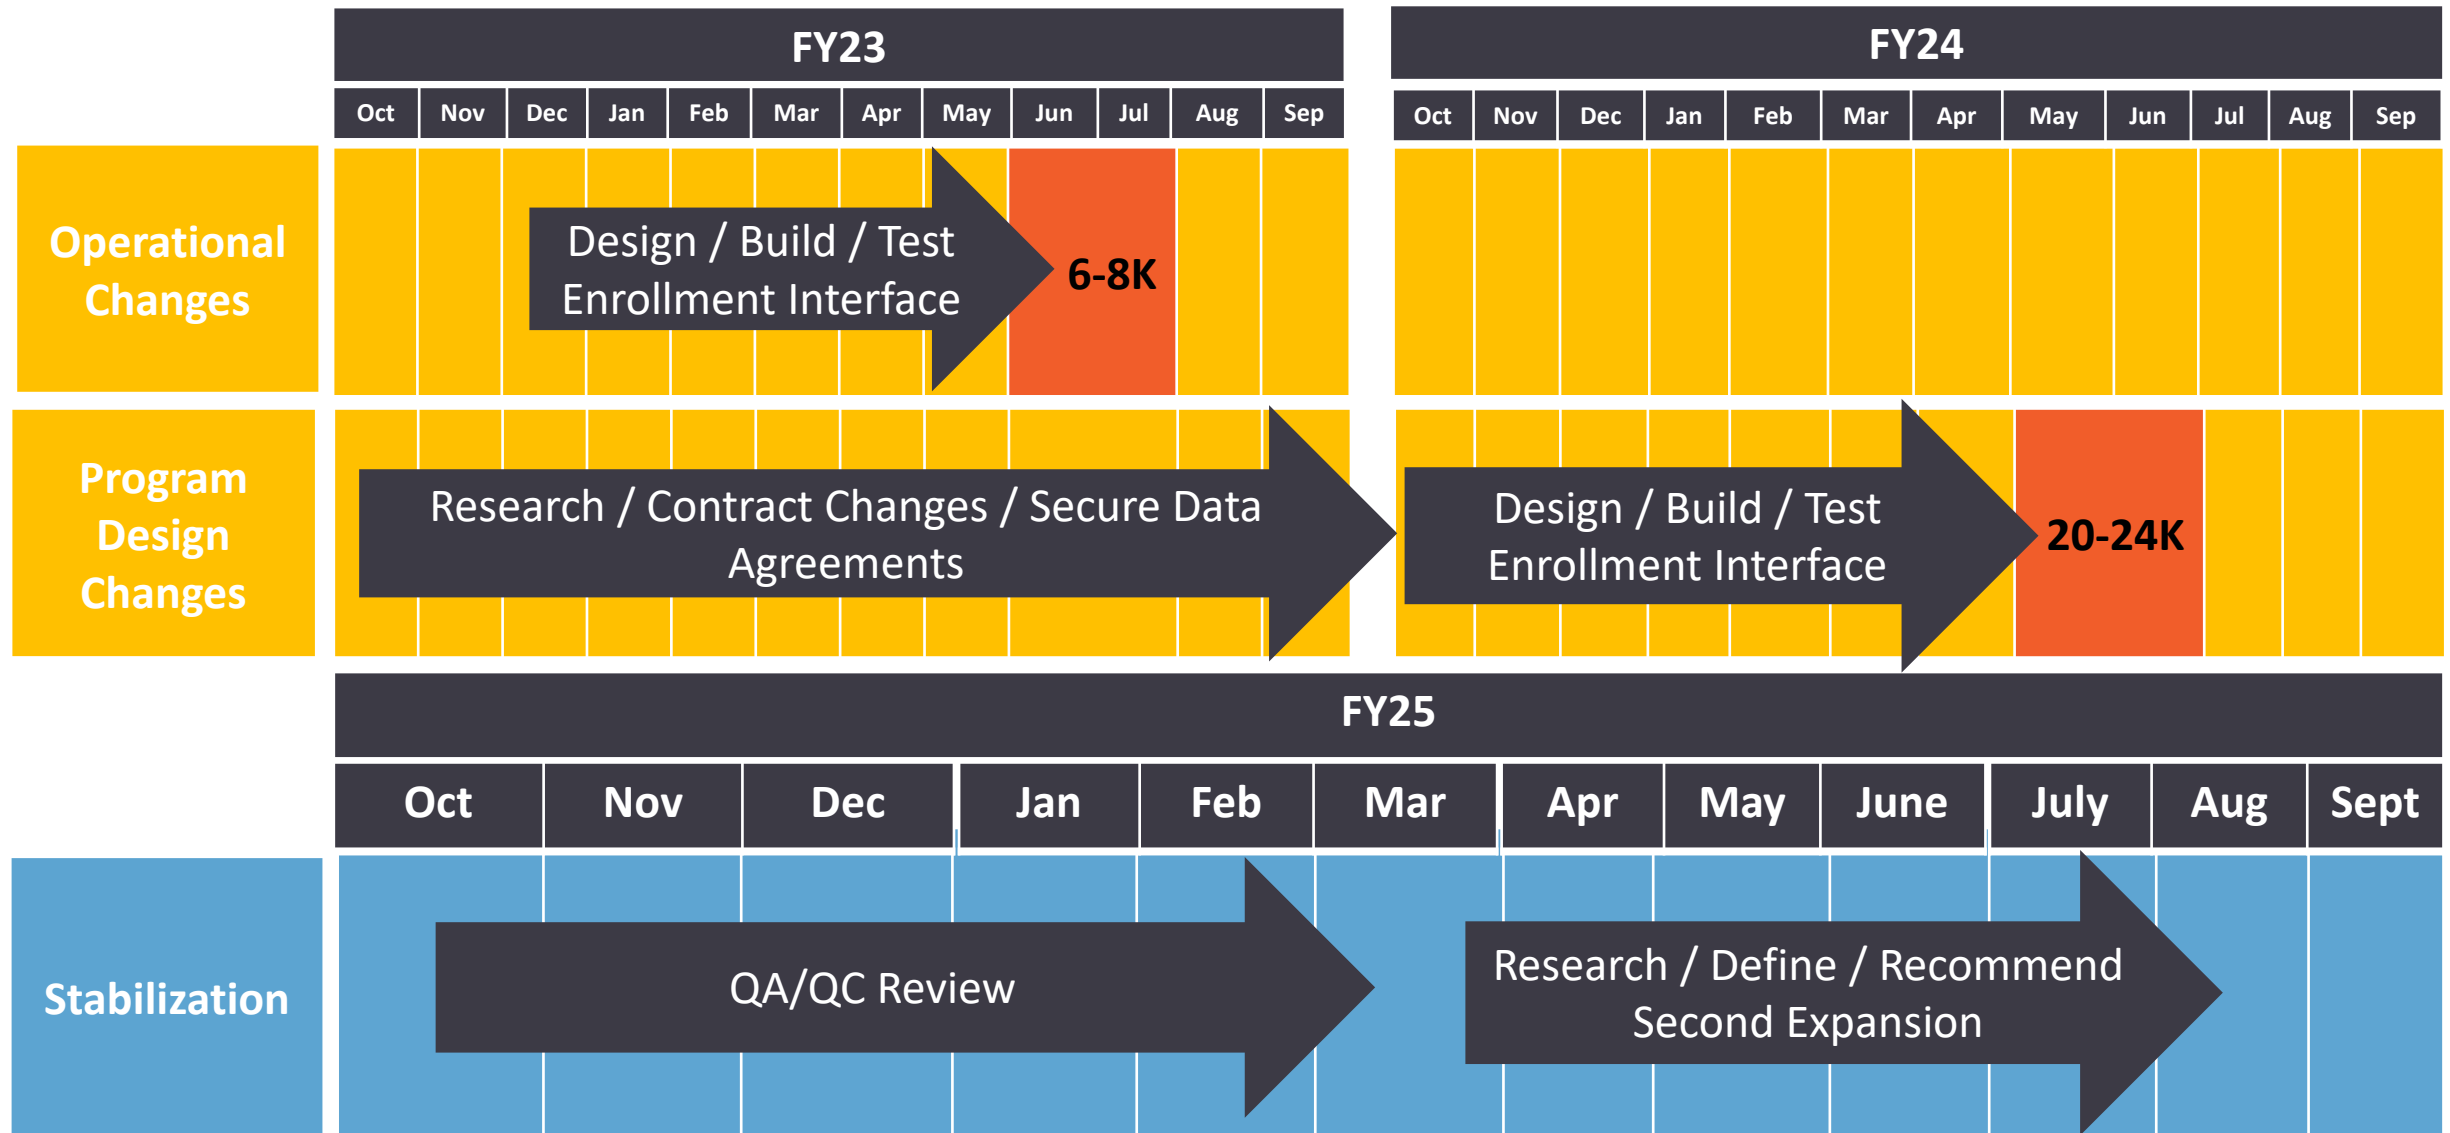 FY23
FY24
Oct Nov Dec Jan Feb Mar Apr May Jun Jul Aug Sep
Oct Nov Dec Jan Feb Mar Apr May Jun Jul Aug Sep
Operational
Changes
Design / Build / Test
Enrollment Interface
6-8K
Program
Design
Changes
Research / Contract Changes / Secure Data
Agreements
Design / Build / Test
Enrollment Interface
20-24K
FY25
Oct Nov Dec Jan Feb Mar Apr May June July Aug Sept
Stabilization
QA/QC Review
Research / Define / Recommend
Second Expansion